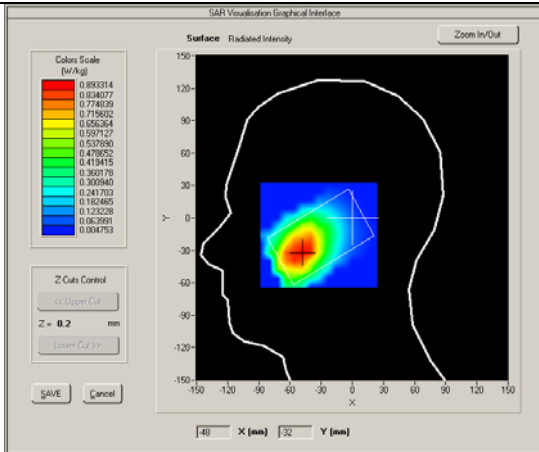 SAR Visualisation Graphical Interface
Surface Radiated Intensity
Zoom In/Out
Colors Scale
(W/kg)
0.893314
0.834077
0.774839
0.715602
0.656364
0.597127
0.537890
0.478652
0.419415
0.360178
0.300940
0.241703
0.182465
0.123228
0.063991
0.004753
Z Cuts Control
<< Upper Cut
Z = 0.2 mm
Lower Cut >>
SAVE Cancel
150
120
90
60
30
0
-30
-60
-90
-120
-150
Y
-150 -120 -90 -60 -30 0 30 60 90 120 150
X
-48 X (mm) -32 Y (mm)